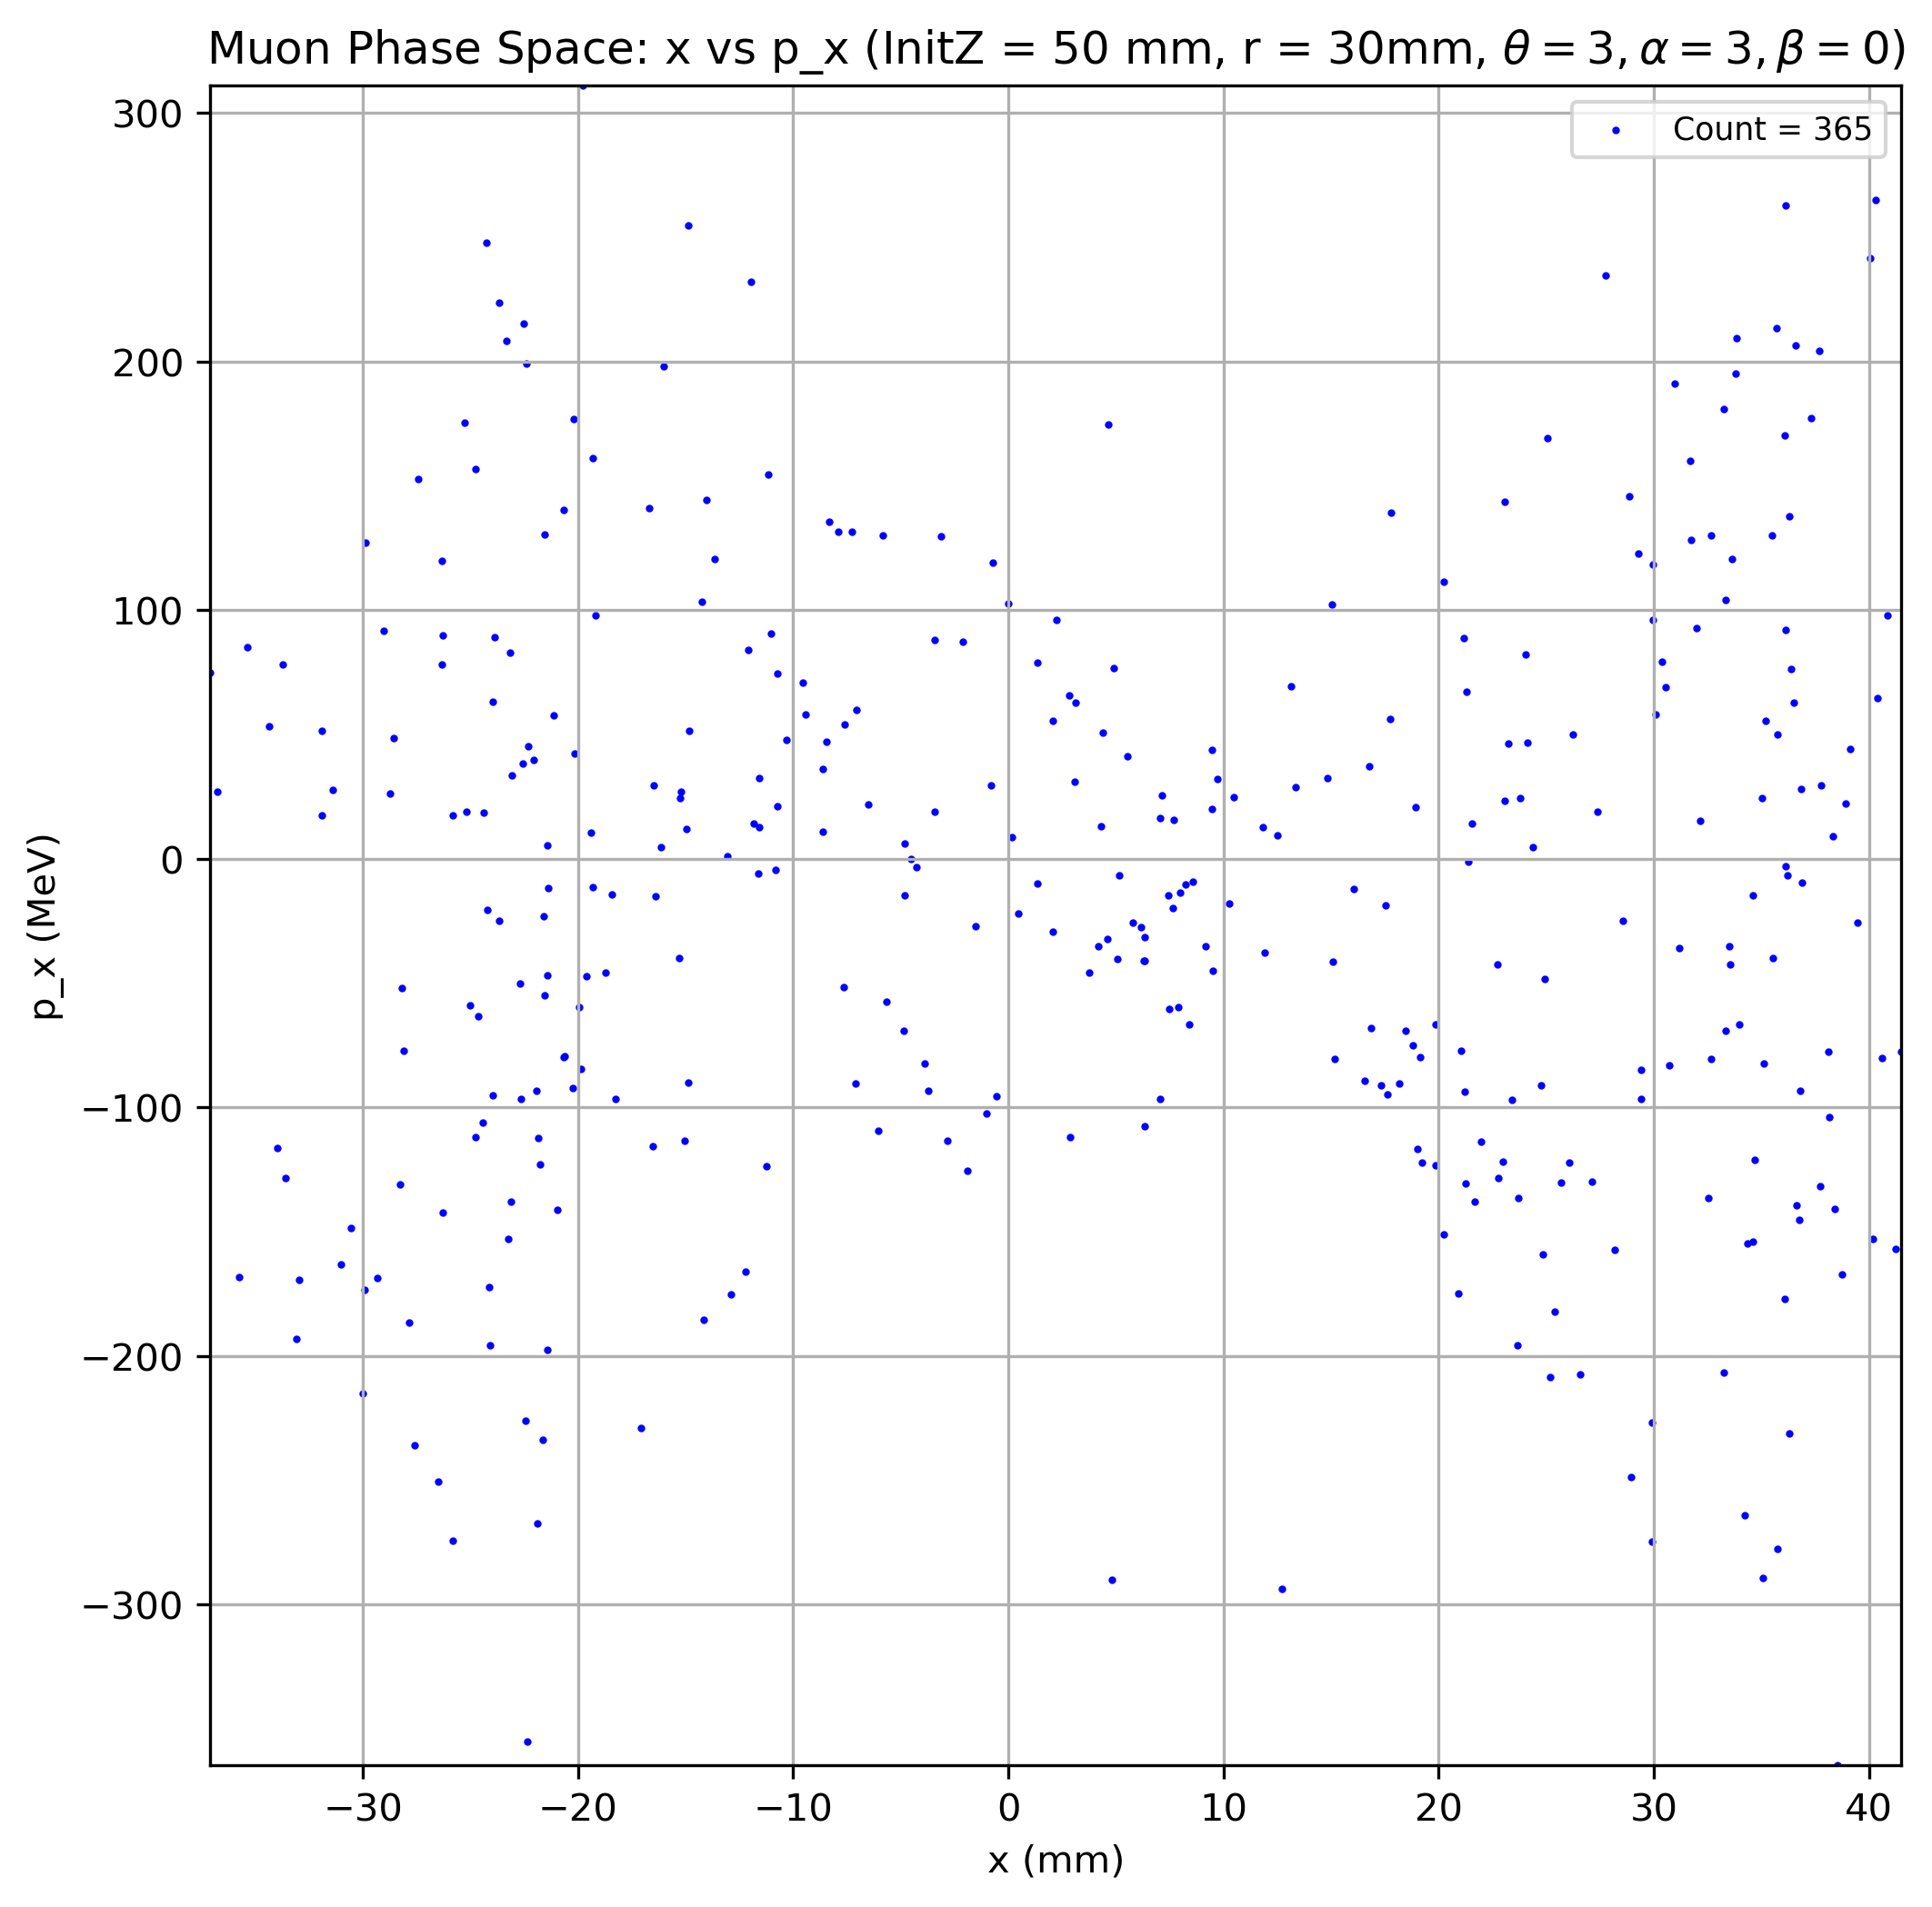 Muon Phase Space: x vs p_x (InitZ = 50 mm, r = 30mm, θ = 3, α = 3, β = 0)
Count = 365
300
200
100
0
−100
−200
−300
p_x (MeV)
−30 −20 −10 0 10 20 30 40
x (mm)